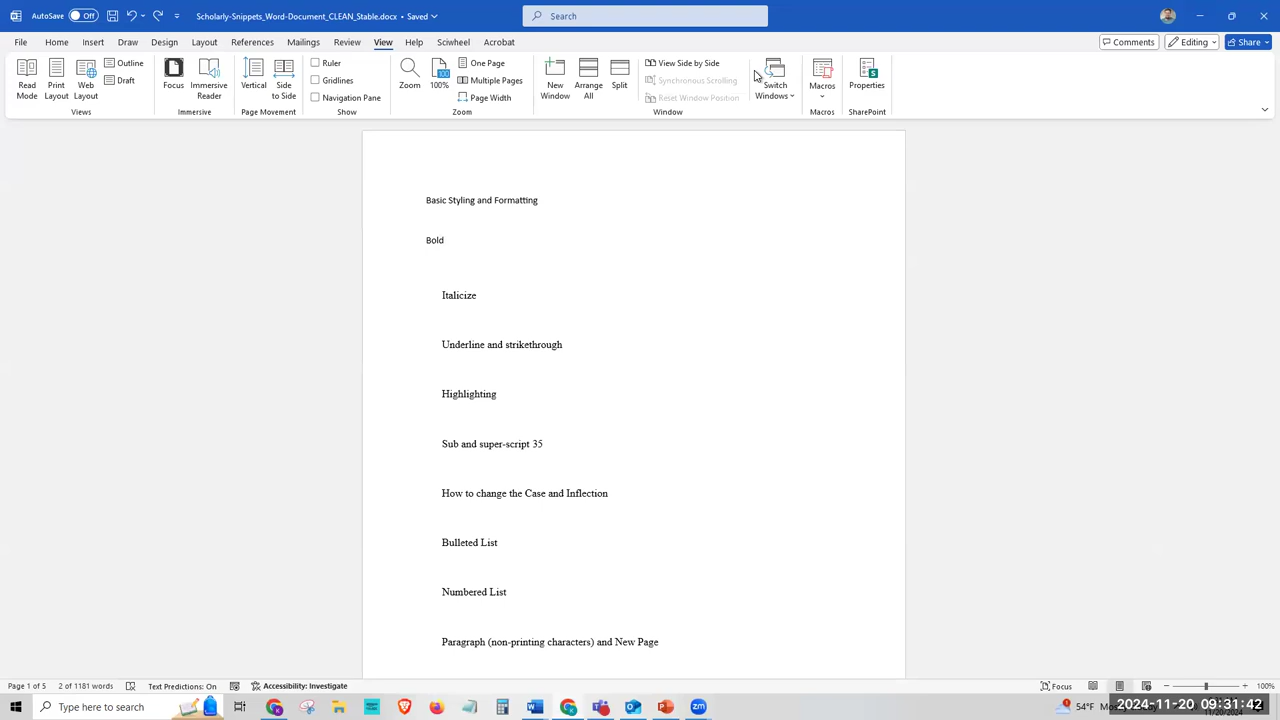 AutoSave Off Scholarly-Snippets_Word-Document_CLEAN_Stable.docx • Saved Search
File Home Insert Draw Design Layout References Mailings Review View Help Sciwheel Acrobat Comments Editing Share
Read Mode Print Layout Web Layout Outline Draft
Views
Focus Immersive Reader
Immersive
Vertical Side to Side
Page Movement
Ruler
Gridlines
Navigation Pane
Show
Zoom 100 100% One Page Multiple Pages Page Width
Zoom
New Window Arrange All Split View Side by Side Synchronous Scrolling Reset Window Position Switch Windows
Window
Macros
Macros
Properties
SharePoint
Basic Styling and Formatting
Bold
Italicize
Underline and strikethrough
Highlighting
Sub and super-script 35
How to change the Case and Inflection
Bulleted List
Numbered List
Paragraph (non-printing characters) and New Page
Page 1 of 5 2 of 1181 words Text Predictions: On Accessibility: Investigate Focus 100%
Type here to search 54°F 2024-11-20 09:31:42